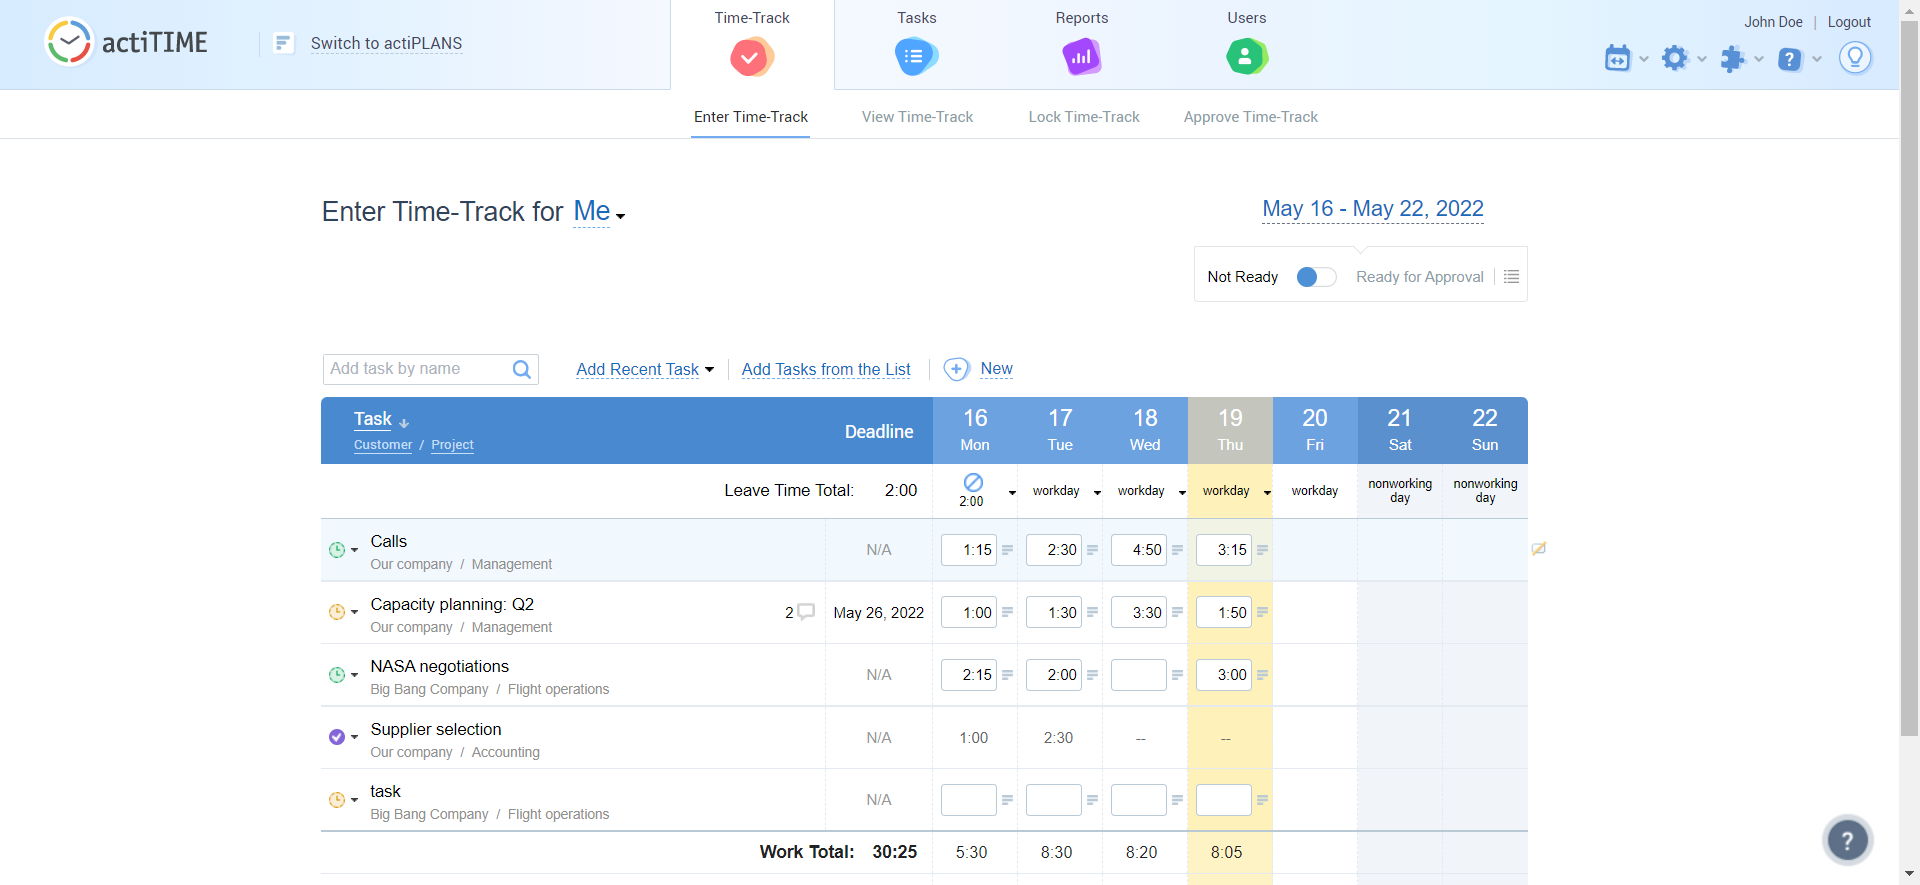 actiTIME
Switch to actiPLANS
Time-Track
Tasks
Reports
Users
John Doe | Logout
Enter Time-Track
View Time-Track
Lock Time-Track
Approve Time-Track
Enter Time-Track for Me
May 16 - May 22, 2022
Not Ready
Ready for Approval
Add task by name
Add Recent Task
Add Tasks from the List
New
Task
Customer / Project
Deadline
16 17 18 19 20 21 22
Mon Tue Wed Thu Fri Sat Sun
Leave Time Total: 2:00
2:00
workday
workday
workday
workday
nonworking
day
nonworking
day
Calls
Our company / Management
N/A 1:15 2:30 4:50 3:15
Capacity planning: Q2
Our company / Management
2 May 26, 2022 1:00 1:30 3:30 1:50
NASA negotiations
Big Bang Company / Flight operations
N/A 2:15 2:00 3:00
Supplier selection
Our company / Accounting
N/A 1:00 2:30 -- --
task
Big Bang Company / Flight operations
N/A
Work Total: 30:25 5:30 8:30 8:20 8:05
?